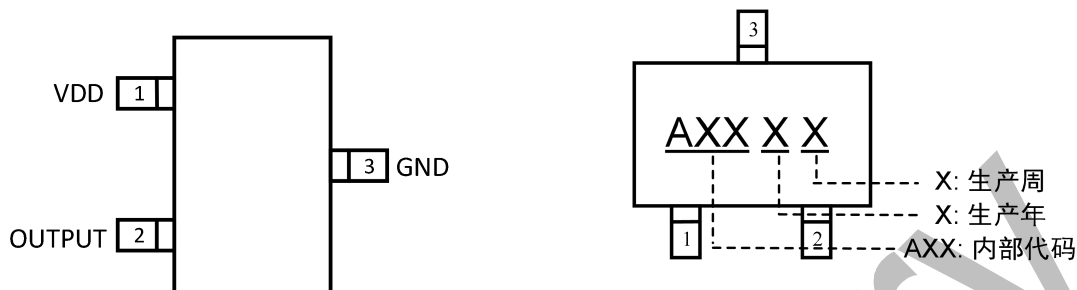 VDD 1
3 GND
OUTPUT 2
3
AXX X X
X: 生产周
X: 生产年
1 2
AXX: 内部代码